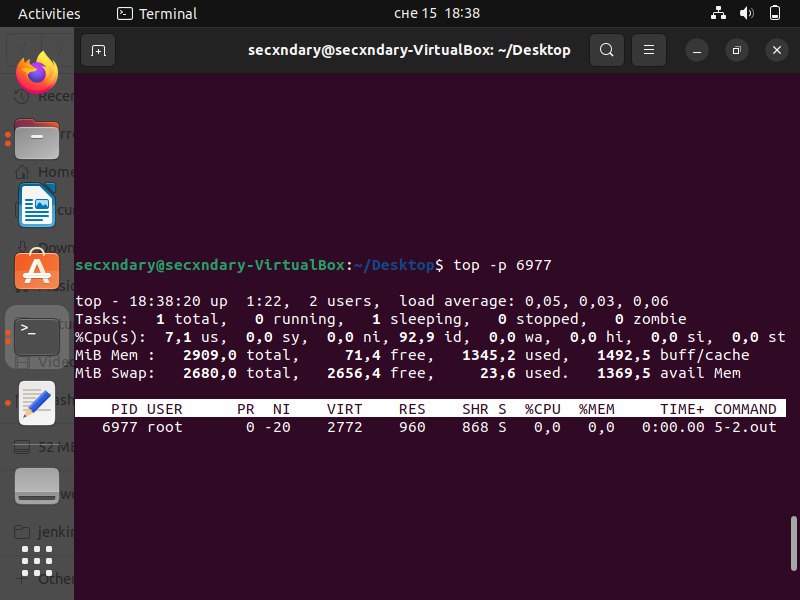 Activities Terminal сне 15 18:38
secxndary@secxndary-VirtualBox: ~/Desktop
Home
secxndary@secxndary-VirtualBox:~/Desktop$ top -p 6977
top - 18:38:20 up  1:22,  2 users,  load average: 0,05, 0,03, 0,06
Tasks:   1 total,   0 running,   1 sleeping,   0 stopped,   0 zombie
%Cpu(s):  7,1 us,  0,0 sy,  0,0 ni, 92,9 id,  0,0 wa,  0,0 hi,  0,0 si,  0,0 st
MiB Mem :   2909,0 total,     71,4 free,   1345,2 used,   1492,5 buff/cache
MiB Swap:   2680,0 total,   2656,4 free,     23,6 used.   1369,5 avail Mem
PID USER      PR  NI    VIRT    RES    SHR S  %CPU  %MEM     TIME+ COMMAND
6977 root       0 -20    2772    960    868 S   0,0   0,0   0:00.00 5-2.out
52 M
jenkin
Other